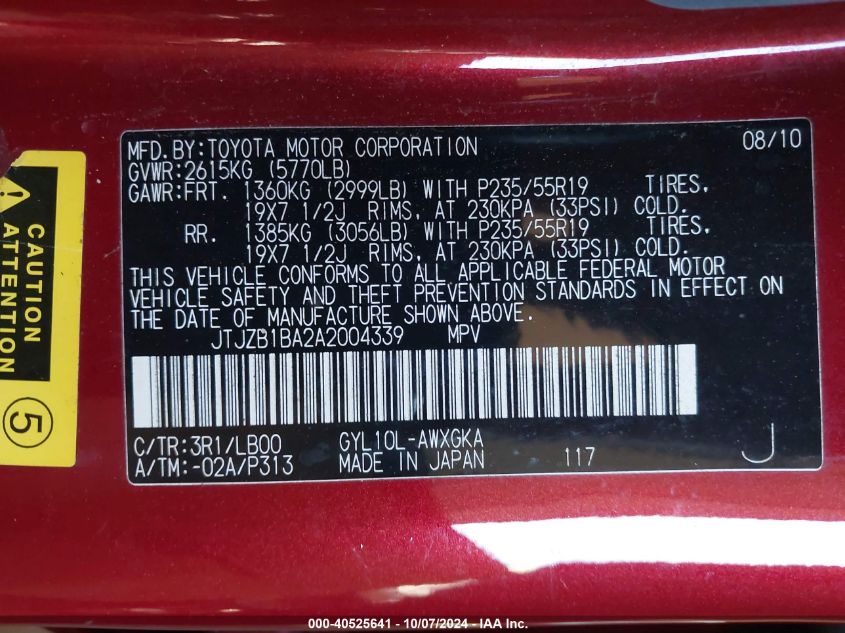 MFD.BY:TOYOTA MOTOR CORPORATION 08/10
GVWR:2615KG (5770LB)
GAWR:FRT. 1360KG (2999LB) WITH P235/55R19 TIRES,
19X7 1/2J RIMS, AT 230KPA (33PSI) COLD.
RR. 1385KG (3056LB) WITH P235/55R19 TIRES,
19X7 1/2J RIMS, AT 230KPA (33PSI) COLD.
THIS VEHICLE CONFORMS TO ALL APPLICABLE FEDERAL MOTOR
VEHICLE SAFETY AND THEFT PREVENTION STANDARDS IN EFFECT ON
THE DATE OF MANUFACTURE SHOWN ABOVE.
JTJZB1BA2A2004339 MPV
C/TR:3R1/LB00 GYL10L-AWXGKA
A/TM:-02A/P313 MADE IN JAPAN 117 J
CAUTION
ATTENTION
5
000-40525641 - 10/07/2024 - IAA Inc.